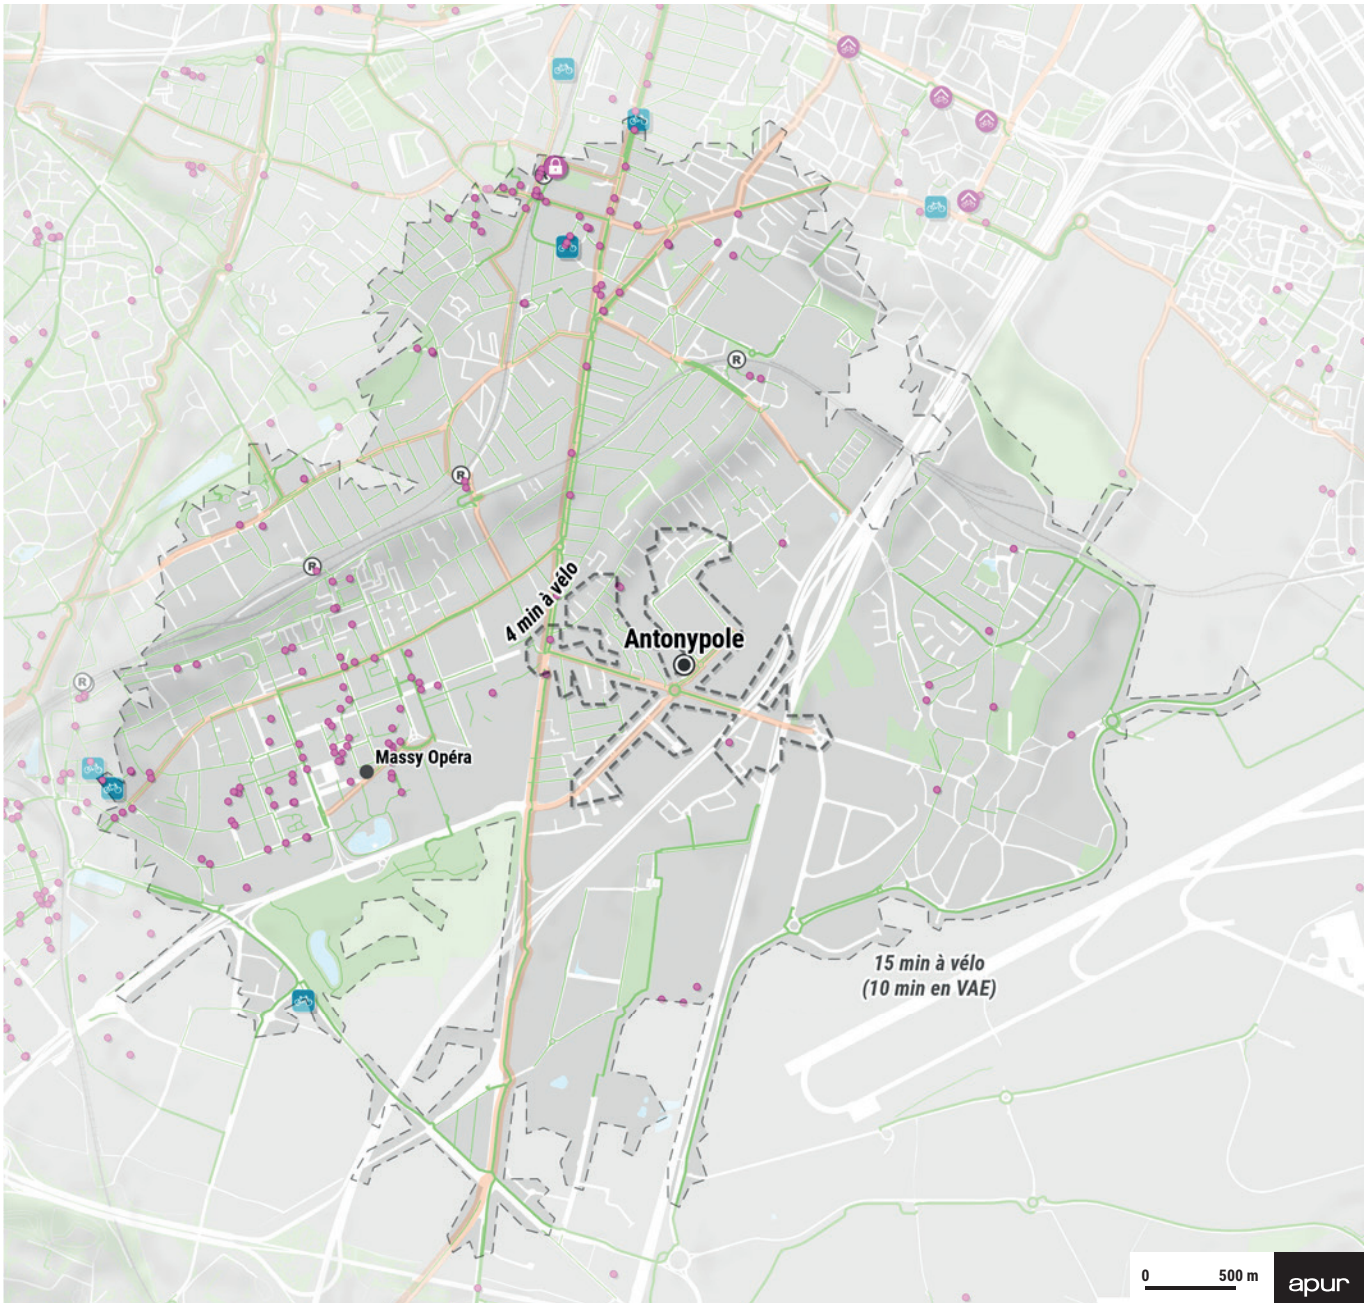 R
R
R
R
4 min à vélo
Antonypole
Massy Opéra
15 min à vélo
(10 min en VAE)
0 500 m
apur